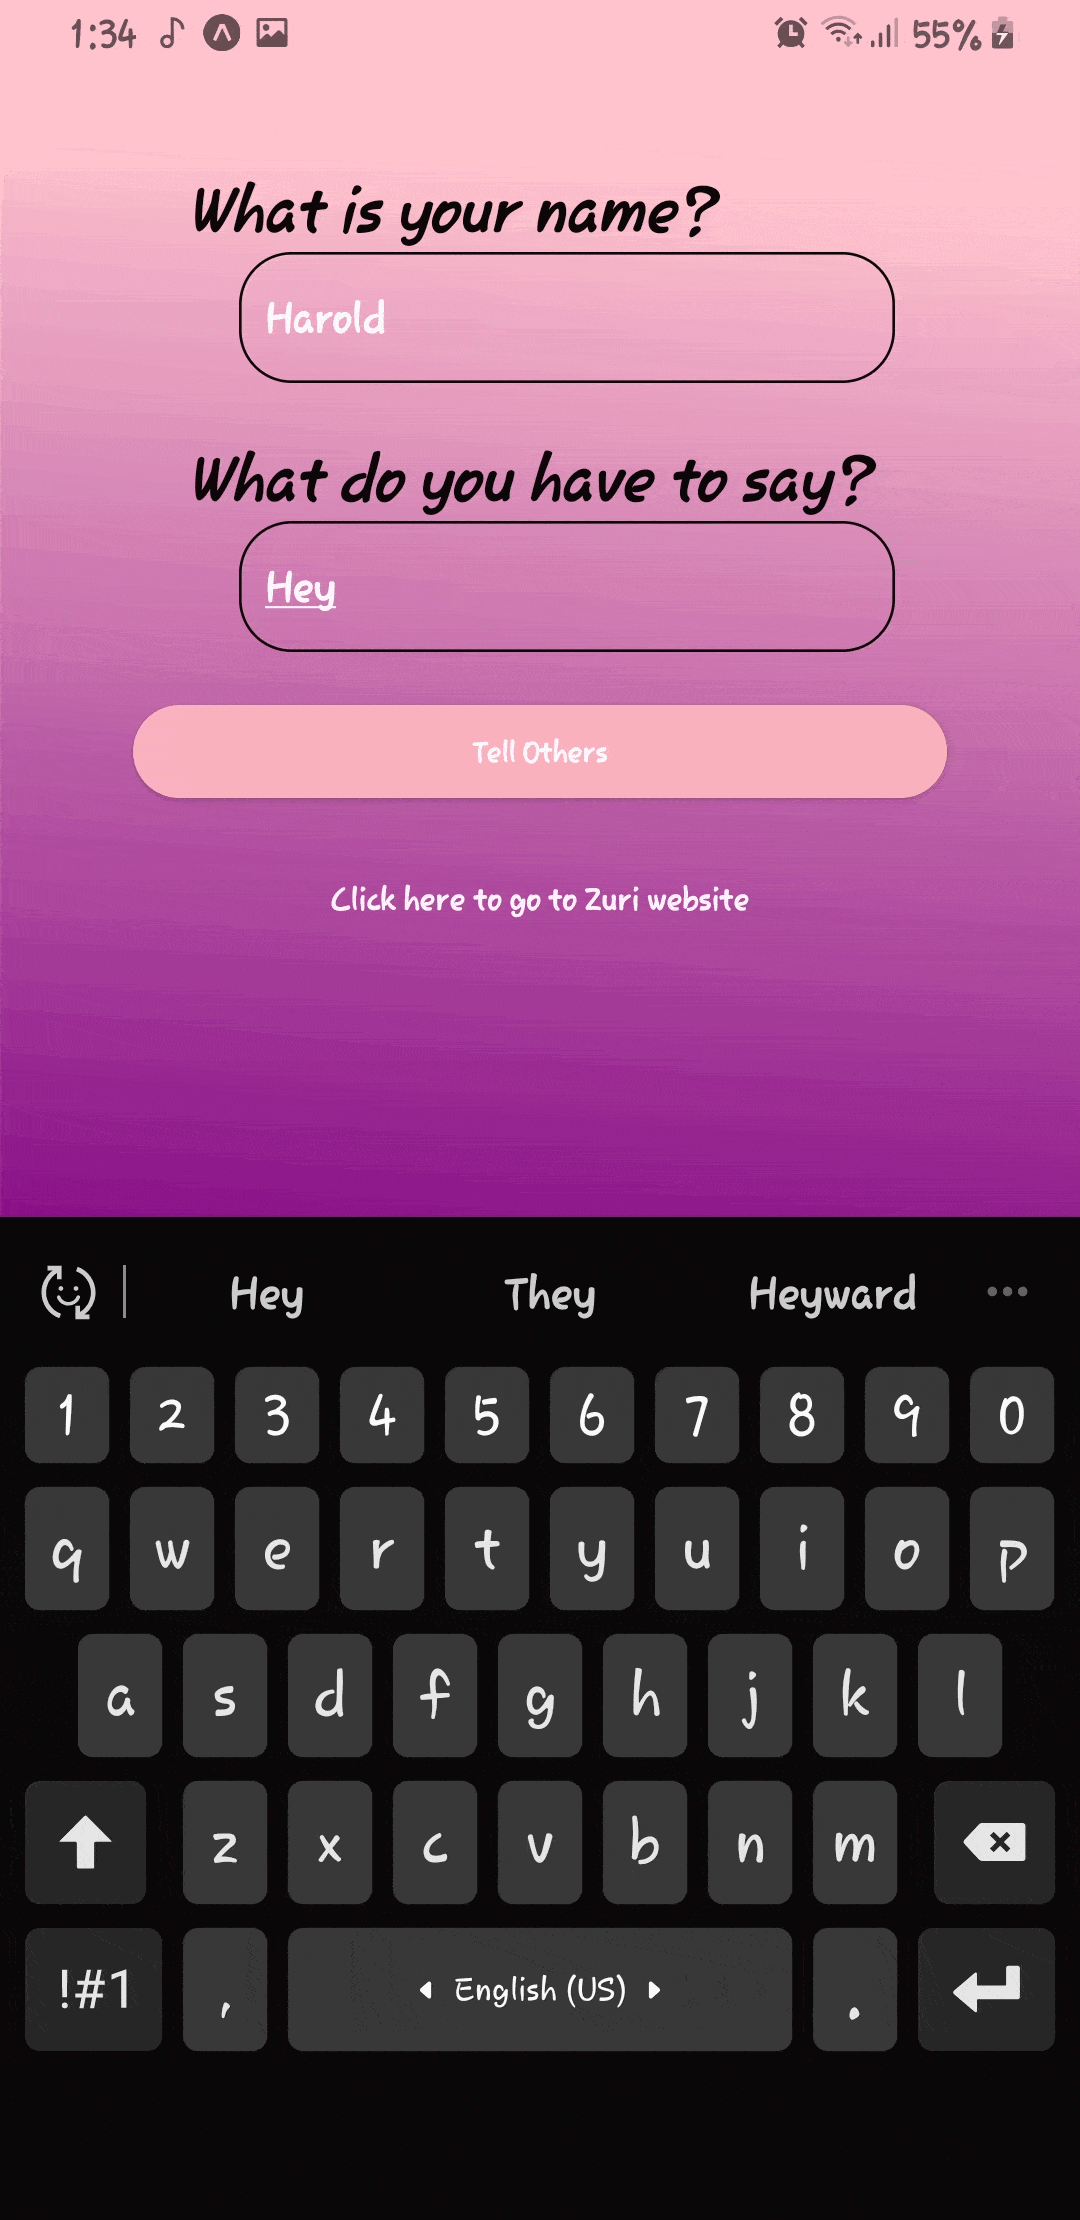 1:34 55%
What is your name?
Harold
What do you have to say?
Hey
Tell Others
Click here to go to Zuri website
Hey They Heyward
1 2 3 4 5 6 7 8 9 0
q w e r t y u i o p
a s d f g h j k l
z x c v b n m
!#1 , English (US) .